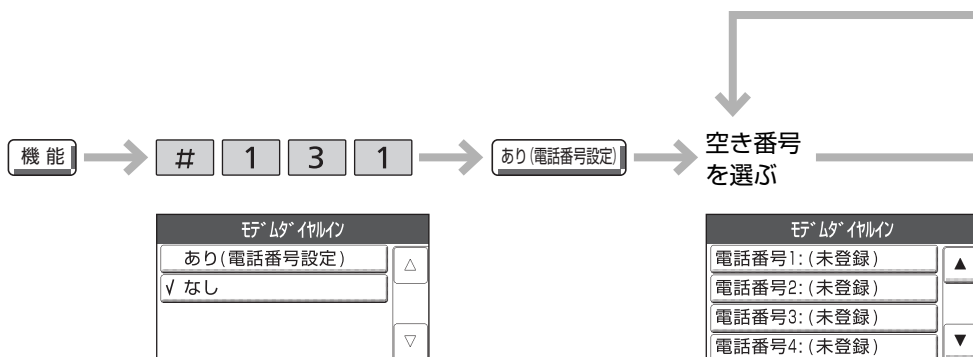 機能
# 1 3 1
あり(電話番号設定)
空き番号
を選ぶ
モデムダイヤルイン
あり(電話番号設定)
√ なし
モデムダイヤルイン
電話番号1:(未登録)
電話番号2:(未登録)
電話番号3:(未登録)
電話番号4:(未登録)